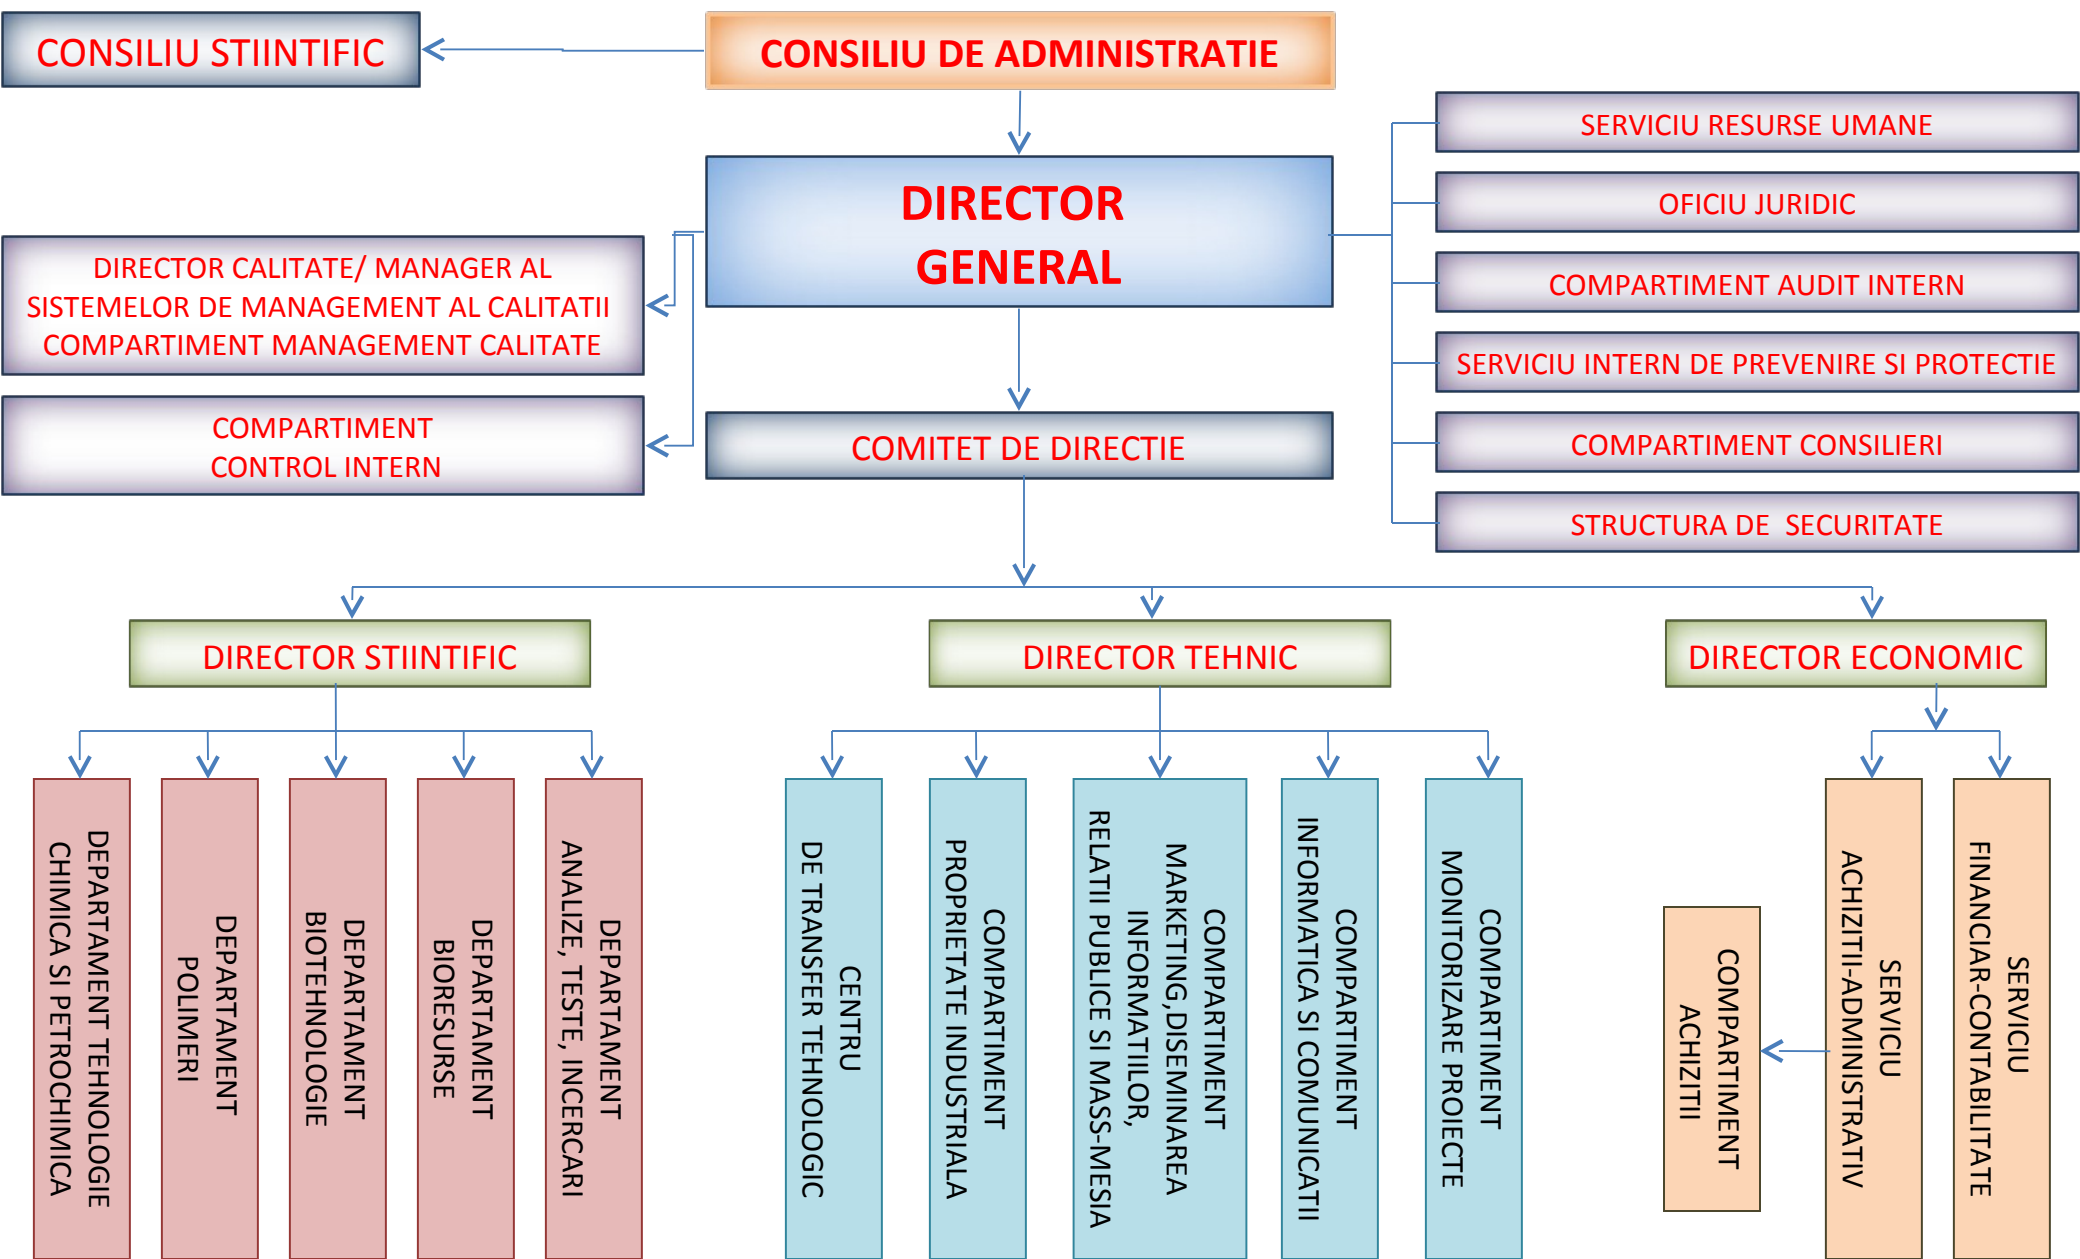 CONSILIU STIINTIFIC
CONSILIU DE ADMINISTRATIE
DIRECTOR
GENERAL
SERVICIU RESURSE UMANE
OFICIU JURIDIC
COMPARTIMENT AUDIT INTERN
SERVICIU INTERN DE PREVENIRE SI PROTECTIE
COMPARTIMENT CONSILIERI
STRUCTURA DE SECURITATE
DIRECTOR CALITATE/ MANAGER AL
SISTEMELOR DE MANAGEMENT AL CALITATII
COMPARTIMENT MANAGEMENT CALITATE
COMPARTIMENT
CONTROL INTERN
COMITET DE DIRECTIE
DIRECTOR STIINTIFIC
DIRECTOR TEHNIC
DIRECTOR ECONOMIC
DEPARTAMENT TEHNOLOGIE
CHIMICA SI PETROCHIMICA
DEPARTAMENT
POLIMERI
DEPARTAMENT
BIOTEHNOLOGIE
DEPARTAMENT
BIORESURSE
DEPARTAMENT
ANALIZE, TESTE, INCERCARI
CENTRU
DE TRANSFER TEHNOLOGIC
COMPARTIMENT
PROPRIETATE INDUSTRIALA
COMPARTIMENT
MARKETING,DISEMINAREA
INFORMATIILOR,
RELATII PUBLICE SI MASS-MESIA
COMPARTIMENT
INFORMATICA SI COMUNICATII
COMPARTIMENT
MONITORIZARE PROIECTE
COMPARTIMENT
ACHIZITII
SERVICIU
ACHIZITII-ADMINISTRATIV
SERVICIU
FINANCIAR-CONTABILITATE